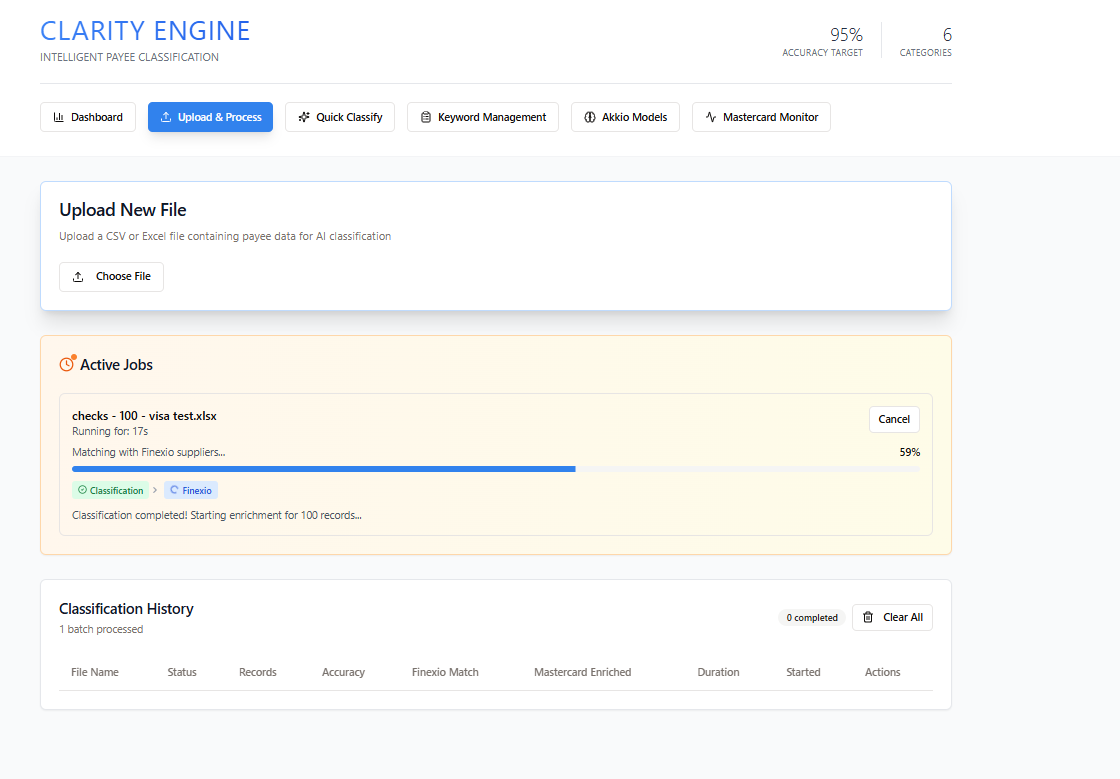 CLARITY ENGINE
INTELLIGENT PAYEE CLASSIFICATION
95%
ACCURACY TARGET
6
CATEGORIES
Dashboard
Upload & Process
Quick Classify
Keyword Management
Akkio Models
Mastercard Monitor
Upload New File
Upload a CSV or Excel file containing payee data for AI classification
Choose File
Active Jobs
checks - 100 - visa test.xlsx
Cancel
Running for: 17s
Matching with Finexio suppliers...
59%
Classification
Finexio
Classification completed! Starting enrichment for 100 records...
Classification History
1 batch processed
0 completed
Clear All
File Name
Status
Records
Accuracy
Finexio Match
Mastercard Enriched
Duration
Started
Actions